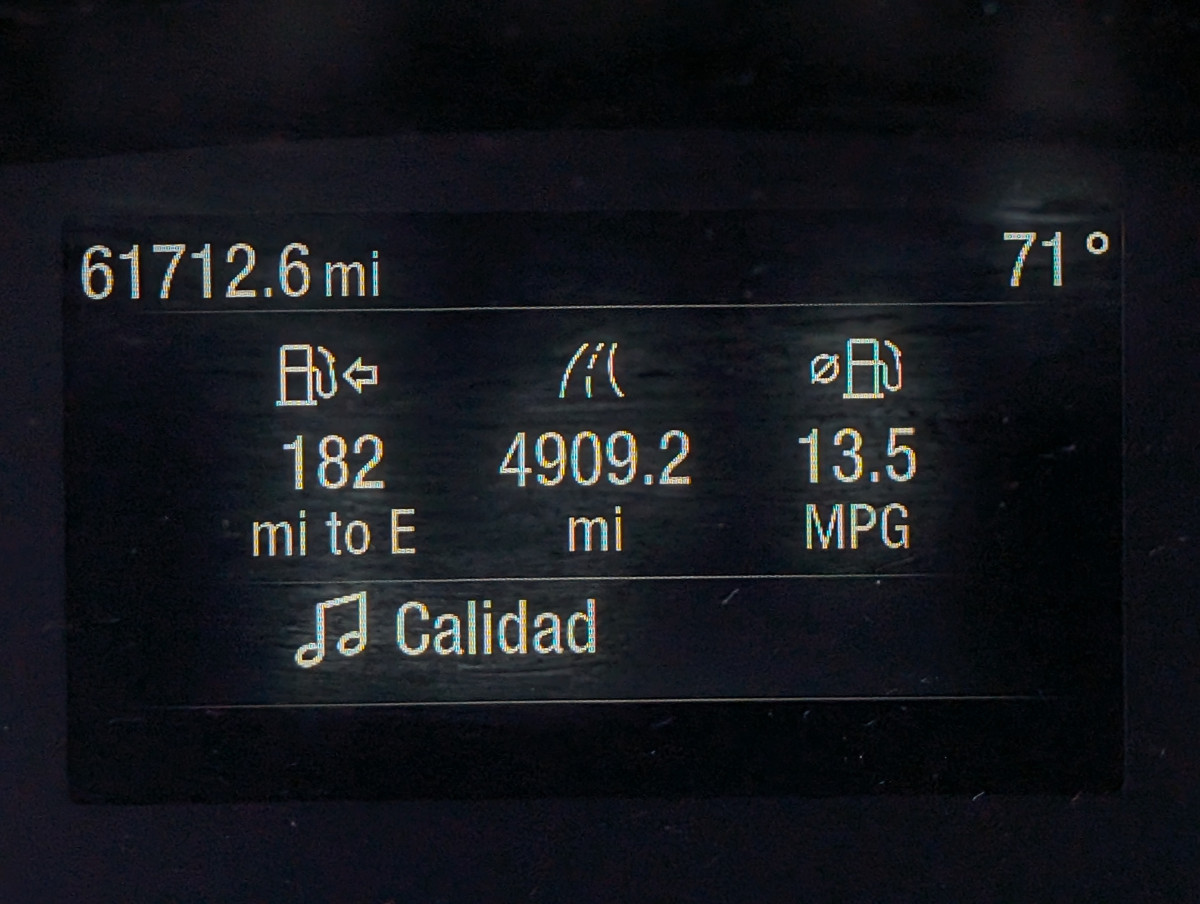 61712.6 mi 71°
182 4909.2 13.5
mi to E mi MPG
Calidad